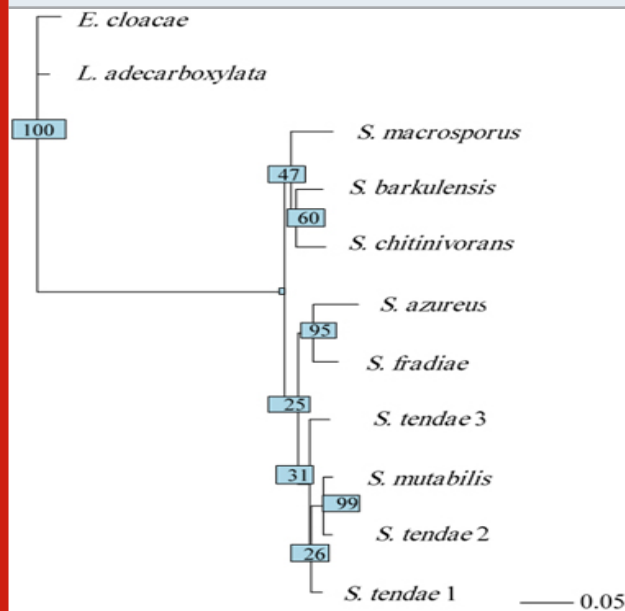 E. cloacae
L. adecarboxylata
100
S. macrosporus
47
S. barkulensis
60
S. chitinivorans
S. azureus
95
S. fradiae
25
S. tendae 3
31
S. mutabilis
99
S. tendae 2
26
S. tendae 1
0.05